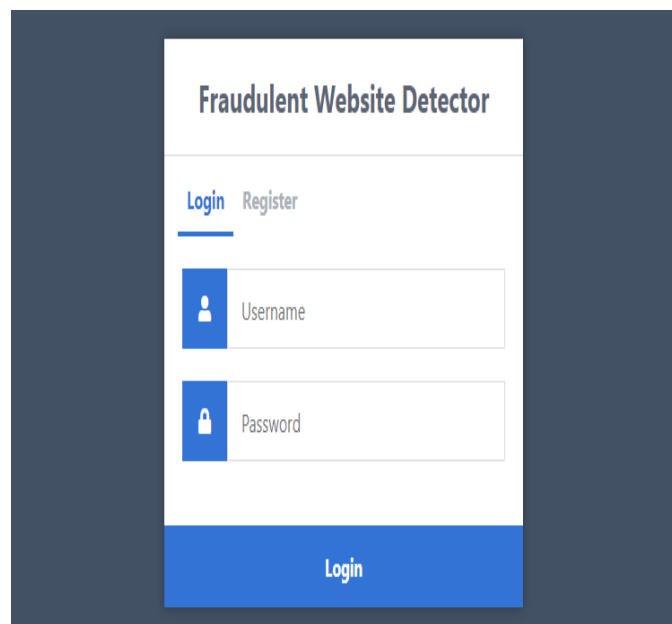 Fraudulent Website Detector
Login Register
Username
Password
Login